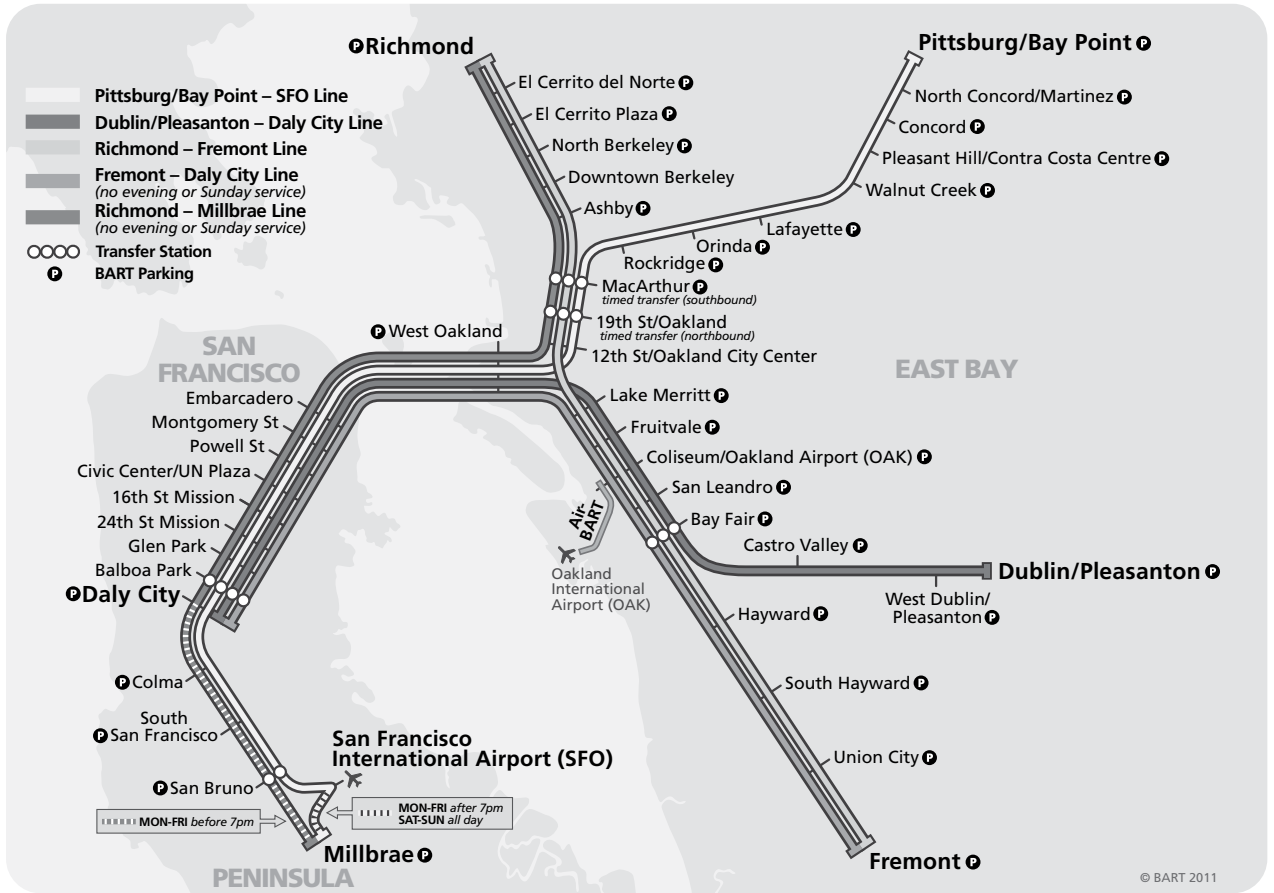 Richmond
Pittsburg/Bay Point
Pittsburg/Bay Point – SFO Line
Dublin/Pleasanton – Daly City Line
Richmond – Fremont Line
Fremont – Daly City Line
(no evening or Sunday service)
Richmond – Millbrae Line
(no evening or Sunday service)
Transfer Station
P BART Parking
El Cerrito del Norte P
El Cerrito Plaza P
North Berkeley P
Downtown Berkeley
Ashby P
North Concord/Martinez P
Concord P
Pleasant Hill/Contra Costa Centre P
Walnut Creek P
Lafayette P
Orinda P
Rockridge P
MacArthur P
timed transfer (southbound)
19th St/Oakland
timed transfer (northbound)
12th St/Oakland City Center
P West Oakland
SAN
FRANCISCO
EAST BAY
Embarcadero
Montgomery St
Powell St
Civic Center/UN Plaza
16th St Mission
24th St Mission
Glen Park
Balboa Park
P Daly City
Lake Merritt P
Fruitvale P
Coliseum/Oakland Airport (OAK) P
San Leandro P
Bay Fair P
Castro Valley P
Dublin/Pleasanton P
West Dublin/
Pleasanton P
Air-
BART
Oakland
International
Airport (OAK)
Hayward P
South Hayward P
Union City P
Fremont P
P Colma
South
P San Francisco
San Francisco
International Airport (SFO)
P San Bruno
MON-FRI before 7pm
MON-FRI after 7pm
SAT-SUN all day
Millbrae P
PENINSULA
© BART 2011